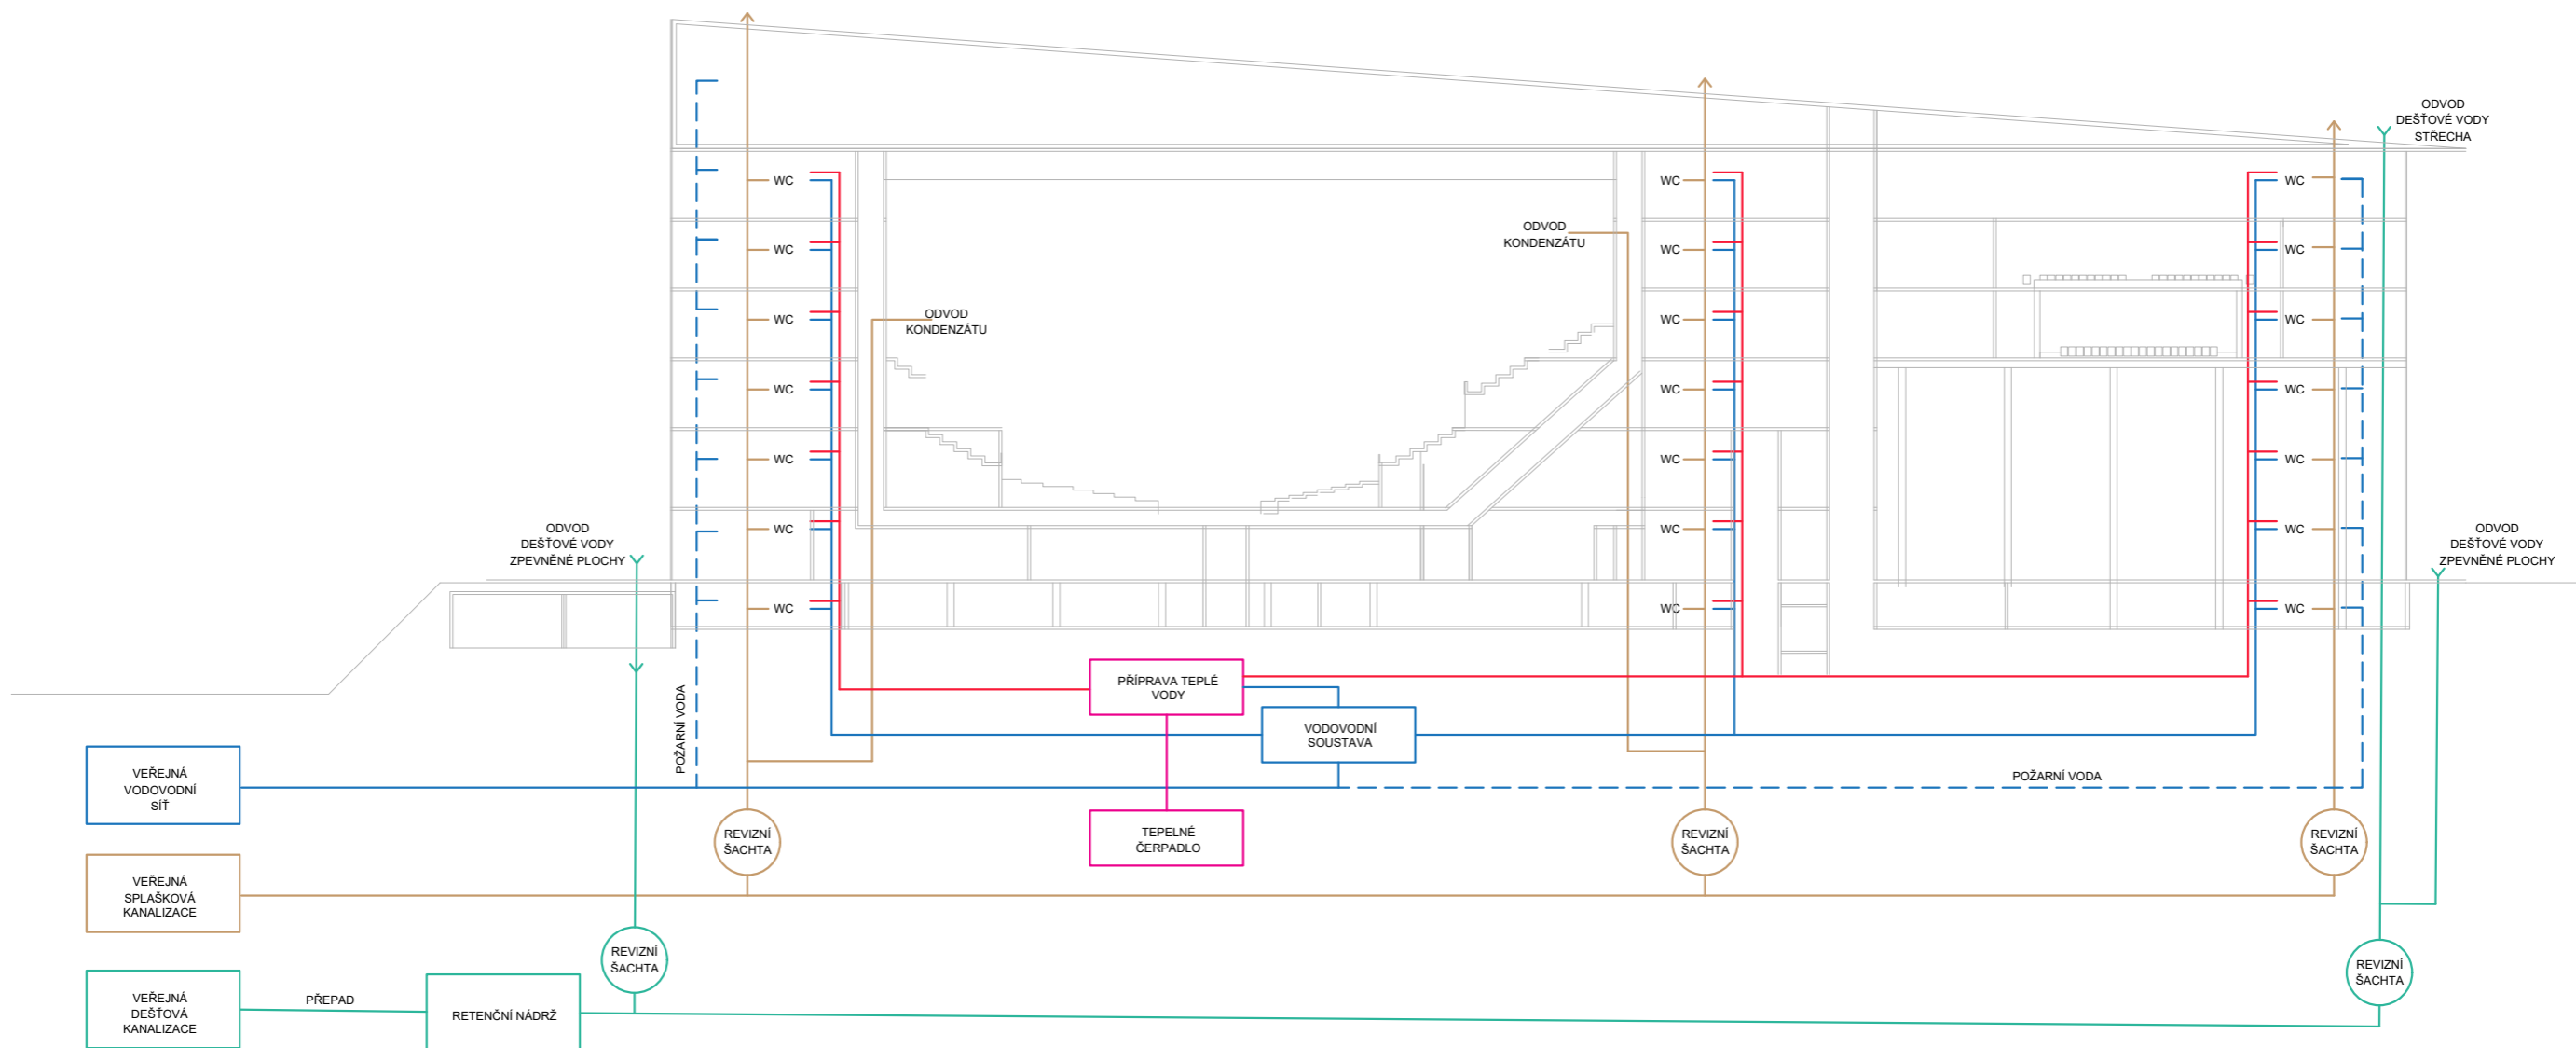 ODVOD
DEŠŤOVÉ VODY
STŘECHA
WC
WC
WC
WC
WC
WC
WC
ODVOD
KONDENZÁTU
ODVOD
KONDENZÁTU
WC
WC
WC
WC
WC
WC
WC
WC
WC
WC
WC
WC
WC
WC
ODVOD
DEŠŤOVÉ VODY
ZPEVNĚNÉ PLOCHY
ODVOD
DEŠŤOVÉ VODY
ZPEVNĚNÉ PLOCHY
POŽÁRNÍ VODA
PŘÍPRAVA TEPLÉ
VODY
VODOVODNÍ
SOUSTAVA
POŽÁRNÍ VODA
VEŘEJNÁ
VODOVODNÍ
SÍŤ
REVIZNÍ
ŠACHTA
TEPELNÉ
ČERPADLO
REVIZNÍ
ŠACHTA
REVIZNÍ
ŠACHTA
VEŘEJNÁ
SPLAŠKOVÁ
KANALIZACE
REVIZNÍ
ŠACHTA
REVIZNÍ
ŠACHTA
VEŘEJNÁ
DEŠŤOVÁ
KANALIZACE
PŘEPAD
RETENČNÍ NÁDRŽ